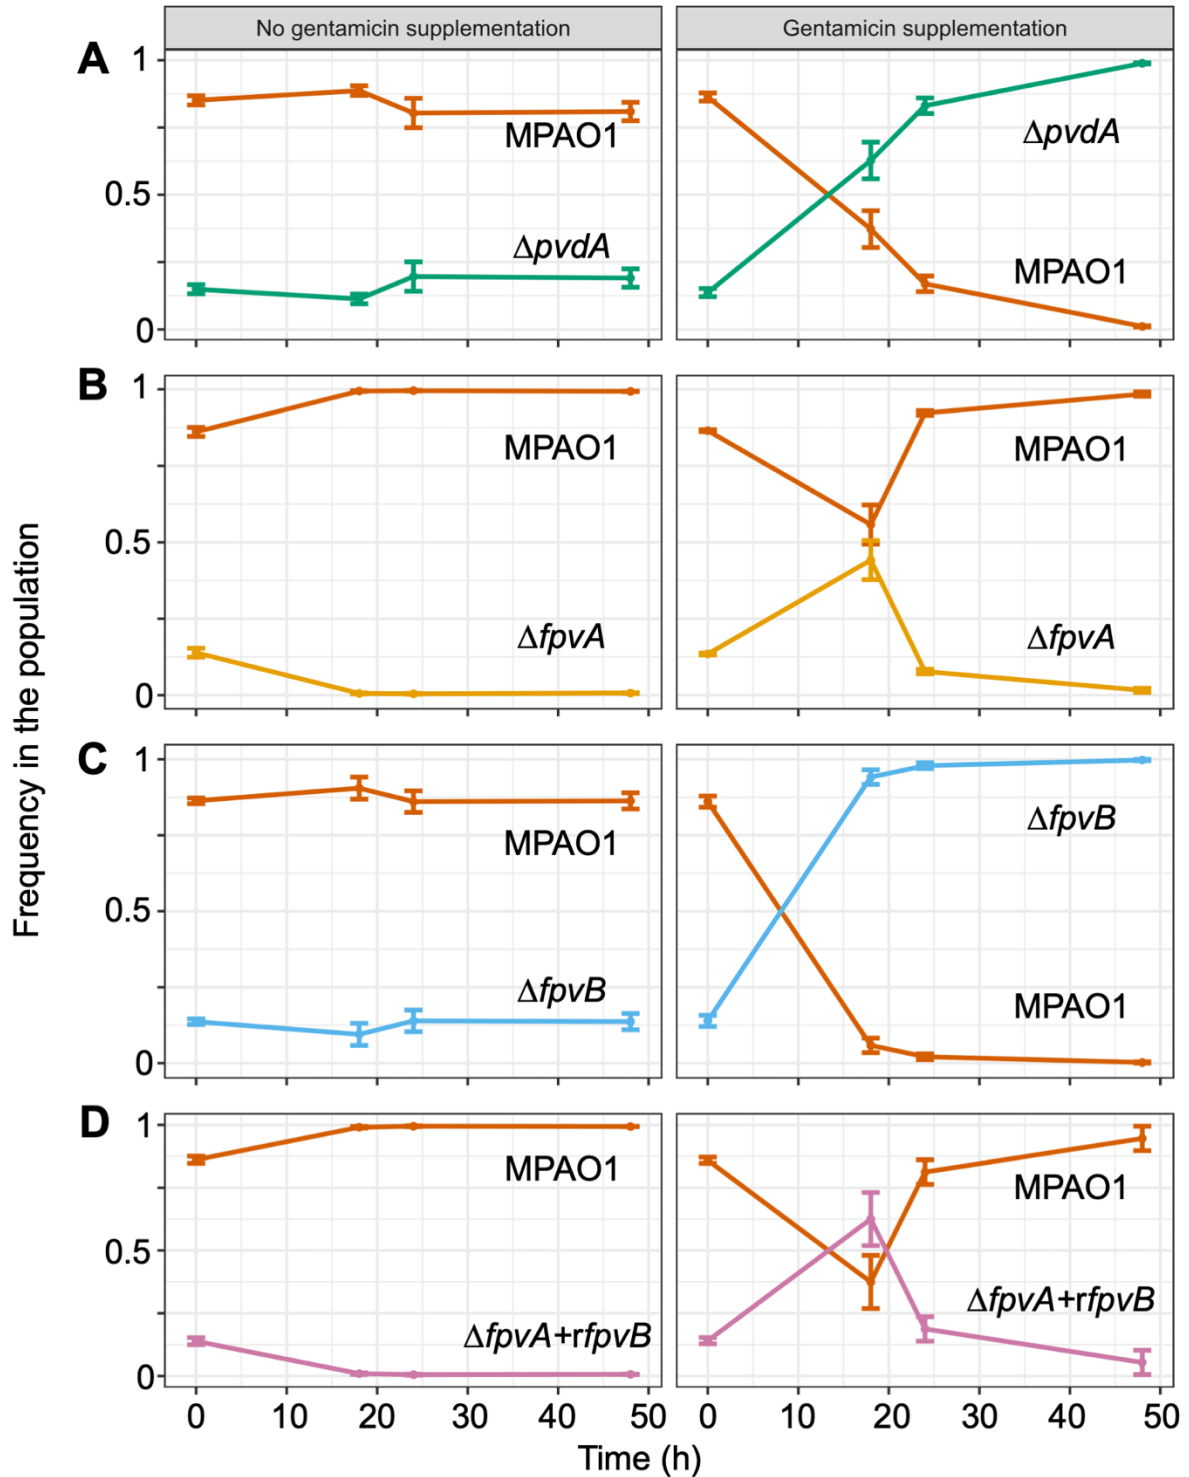 No gentamicin supplementation
Gentamicin supplementation
A
1
0.5
0
MPAO1
ΔpvdA
ΔpvdA
MPAO1
B
1
0.5
0
MPAO1
ΔfpvA
MPAO1
ΔfpvA
C
1
0.5
0
MPAO1
ΔfpvB
ΔfpvB
MPAO1
D
1
0.5
0
MPAO1
ΔfpvA+rfpvB
MPAO1
ΔfpvA+rfpvB
Frequency in the population
0 10 20 30 40 50
0 10 20 30 40 50
Time (h)